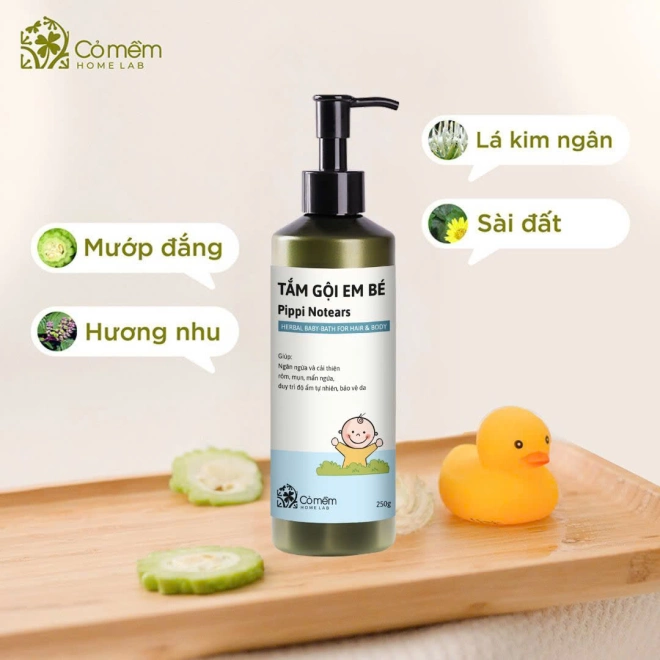 Cỏ mềm
HOME LAB
Lá kim ngân
Sài đất
Mướp đắng
Hương nhu
TẮM GỘI EM BÉ
Pippi Notears
HERBAL BABY BATH FOR HAIR & BODY
Giúp:
Ngăn ngừa và cải thiện
rôm, mụn, mẩn ngứa,
duy trì độ ẩm tự nhiên, bảo vệ da
Cỏ mềm
HOME LAB
250g